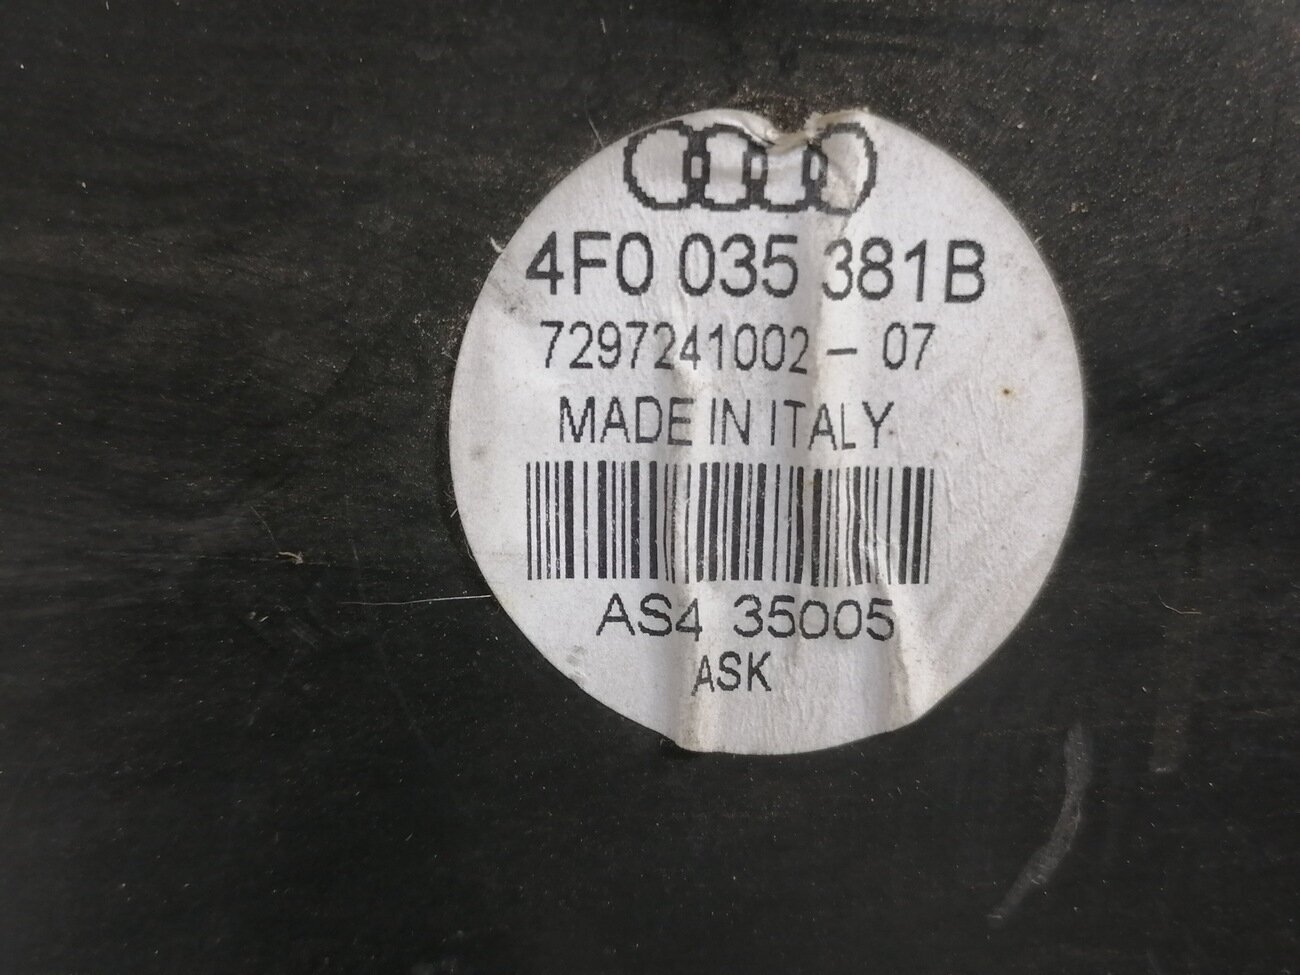 4F0 035 381B
7297241002 - 07
MADE IN ITALY
AS4 35005
ASK